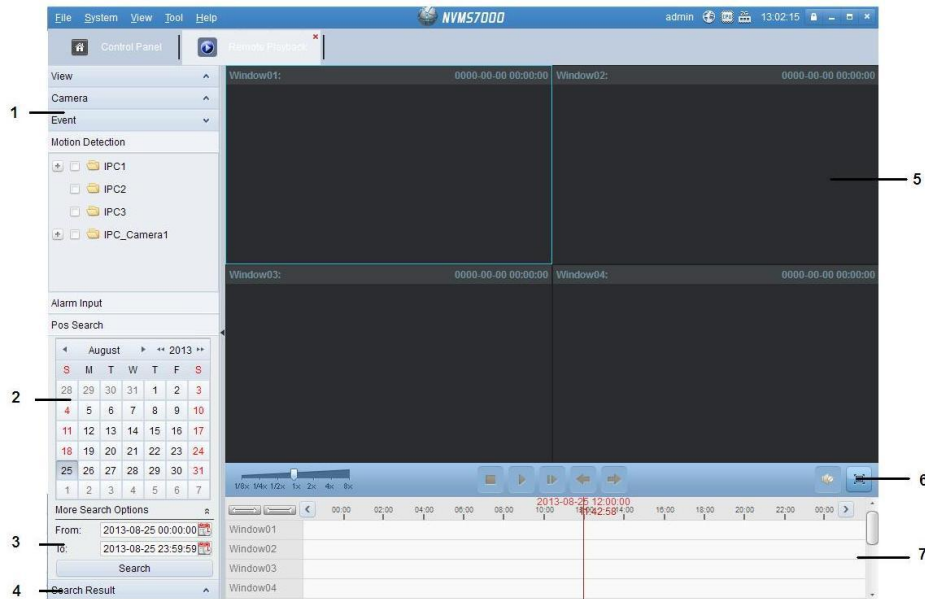 File System View Tool Help NVMS7000 admin 13:02:15
Control Panel Remote Playback
View
Camera
1
Event
Motion Detection
IPC1
IPC2
IPC3
IPC_Camera1
Alarm Input
Pos Search
August 2013
S M T W T F S
28 29 30 31 1 2 3
2
4 5 6 7 8 9 10
11 12 13 14 15 16 17
18 19 20 21 22 23 24
25 26 27 28 29 30 31
1 2 3 4 5 6 7
More Search Options
3
From: 2013-08-25 00:00:00
To: 2013-08-25 23:59:59
Search
4
Search Result
Window01: 0000-00-00 00:00:00
Window02: 0000-00-00 00:00:00
5
Window03: 0000-00-00 00:00:00
Window04: 0000-00-00 00:00:00
1/8x 1/4x 1/2x 1x 2x 4x 8x
6
2013-08-25 12:00:00
11:42:58
00:00 02:00 04:00 06:00 08:00 10:00 14:00 16:00 18:00 20:00 22:00 00:00
Window01
Window02
7
Window03
Window04